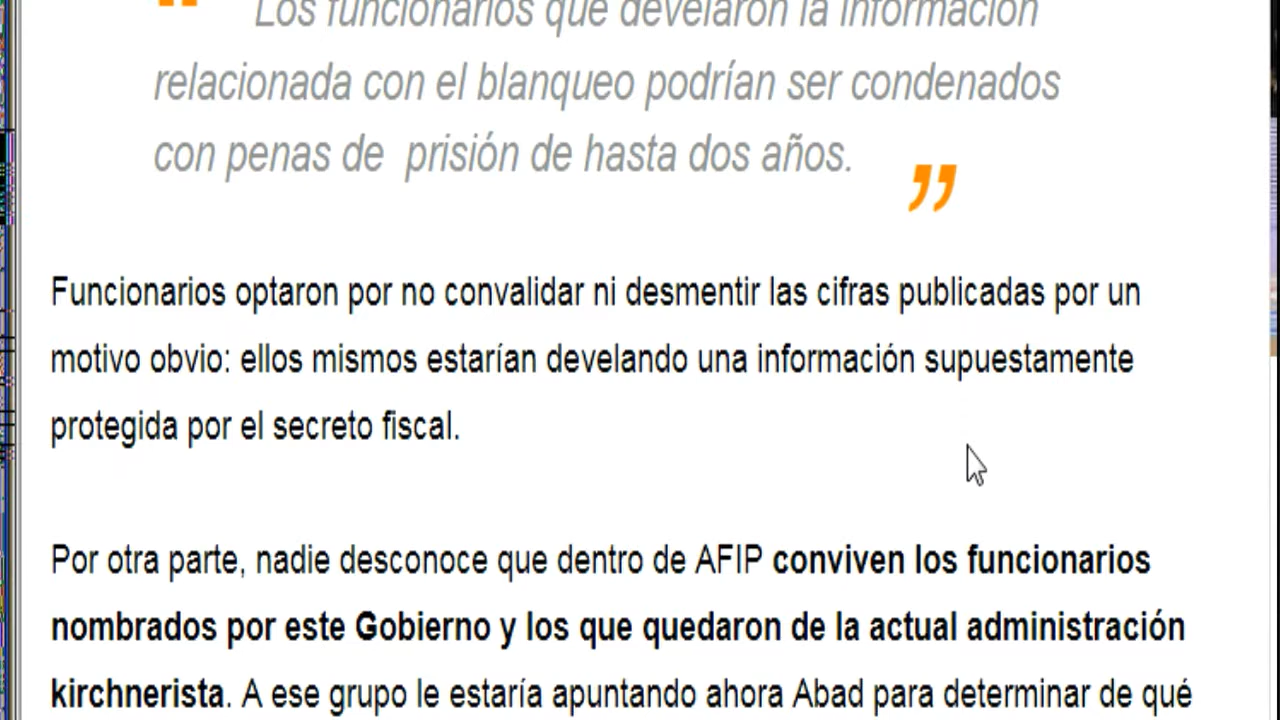 “ Los funcionarios que develaron la información
relacionada con el blanqueo podrían ser condenados
con penas de prisión de hasta dos años. ”
Funcionarios optaron por no convalidar ni desmentir las cifras publicadas por un
motivo obvio: ellos mismos estarían develando una información supuestamente
protegida por el secreto fiscal.
Por otra parte, nadie desconoce que dentro de AFIP conviven los funcionarios
nombrados por este Gobierno y los que quedaron de la actual administración
kirchnerista. A ese grupo le estaría apuntando ahora Abad para determinar de qué